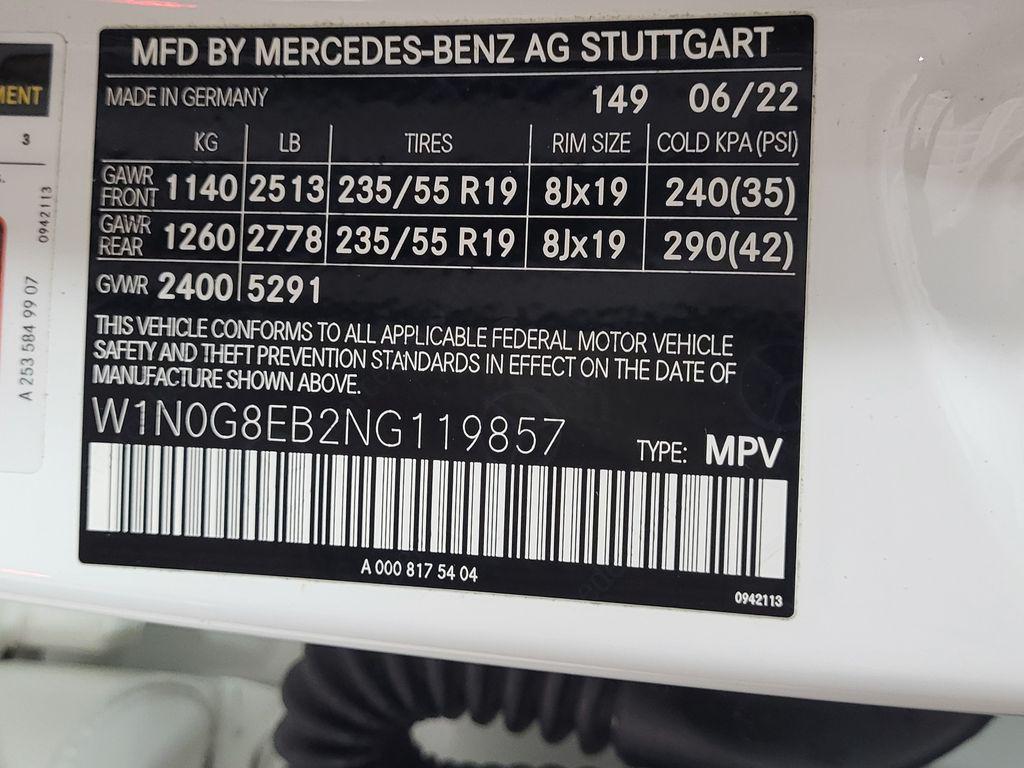 MFD BY MERCEDES-BENZ AG STUTTGART
MADE IN GERMANY 149 06/22
KG LB TIRES RIM SIZE COLD KPA (PSI)
GAWR FRONT 1140 2513 235/55 R19 8Jx19 240(35)
GAWR REAR 1260 2778 235/55 R19 8Jx19 290(42)
GVWR 2400 5291
THIS VEHICLE CONFORMS TO ALL APPLICABLE FEDERAL MOTOR VEHICLE
SAFETY AND THEFT PREVENTION STANDARDS IN EFFECT ON THE DATE OF
MANUFACTURE SHOWN ABOVE.
W1N0G8EB2NG119857
TYPE: MPV
A 000 817 54 04
0942113
MENT
3
0942113
A 253 584 99 07